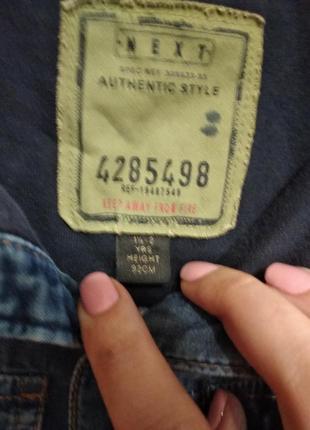 NEXT
AUTHENTIC STYLE
4285498
KEEP AWAY FROM FIRE
1½-2
YRS
HEIGHT
92CM